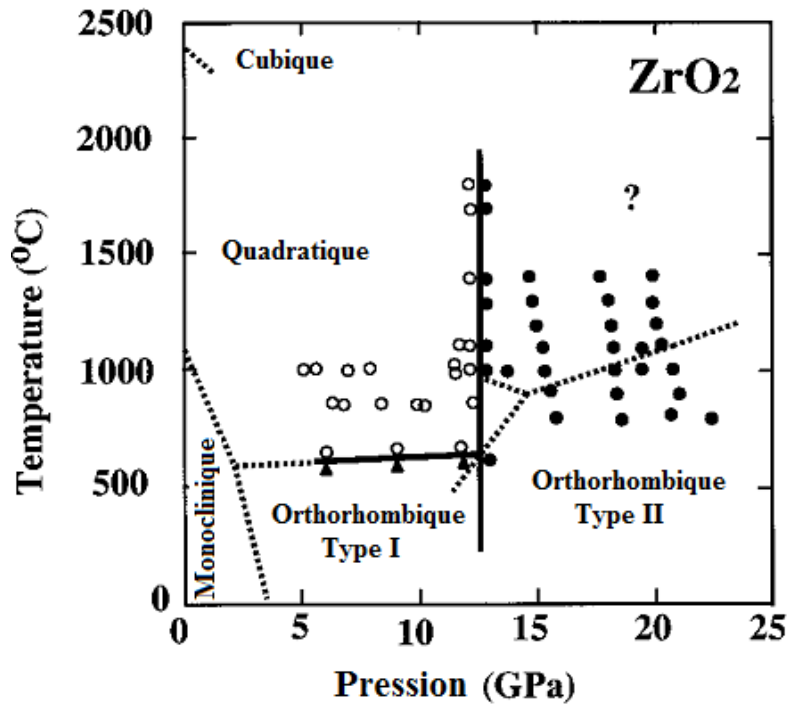 2500
Cubique
ZrO2
2000
?
Quadratique
1500
1000
500
Orthorhombique
Type I
Orthorhombique
Type II
Monoclinique
0
0
5
10
15
20
25
Temperature (ºC)
Pression (GPa)